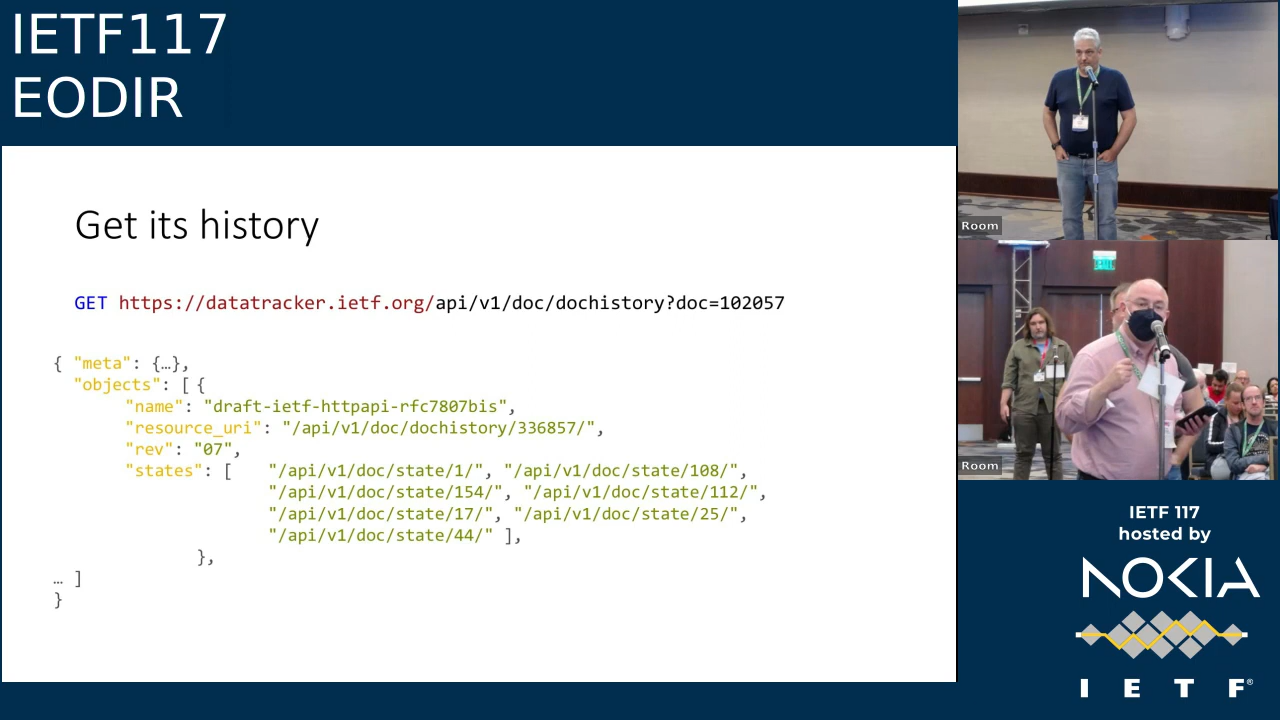 IETF117
EODIR
Get its history
GET https://datatracker.ietf.org/api/v1/doc/dochistory?doc=102057
{ "meta": {…},
"objects": [ {
"name": "draft-ietf-httpapi-rfc7807bis",
"resource_uri": "/api/v1/doc/dochistory/336857/",
"rev": "07",
"states": [ "/api/v1/doc/state/1/", "/api/v1/doc/state/108/",
"/api/v1/doc/state/154/", "/api/v1/doc/state/112/",
"/api/v1/doc/state/17/", "/api/v1/doc/state/25/",
"/api/v1/doc/state/44/" ],
},
… ]
}
Room
Room
IETF 117
hosted by
NOKIA
I E T F®